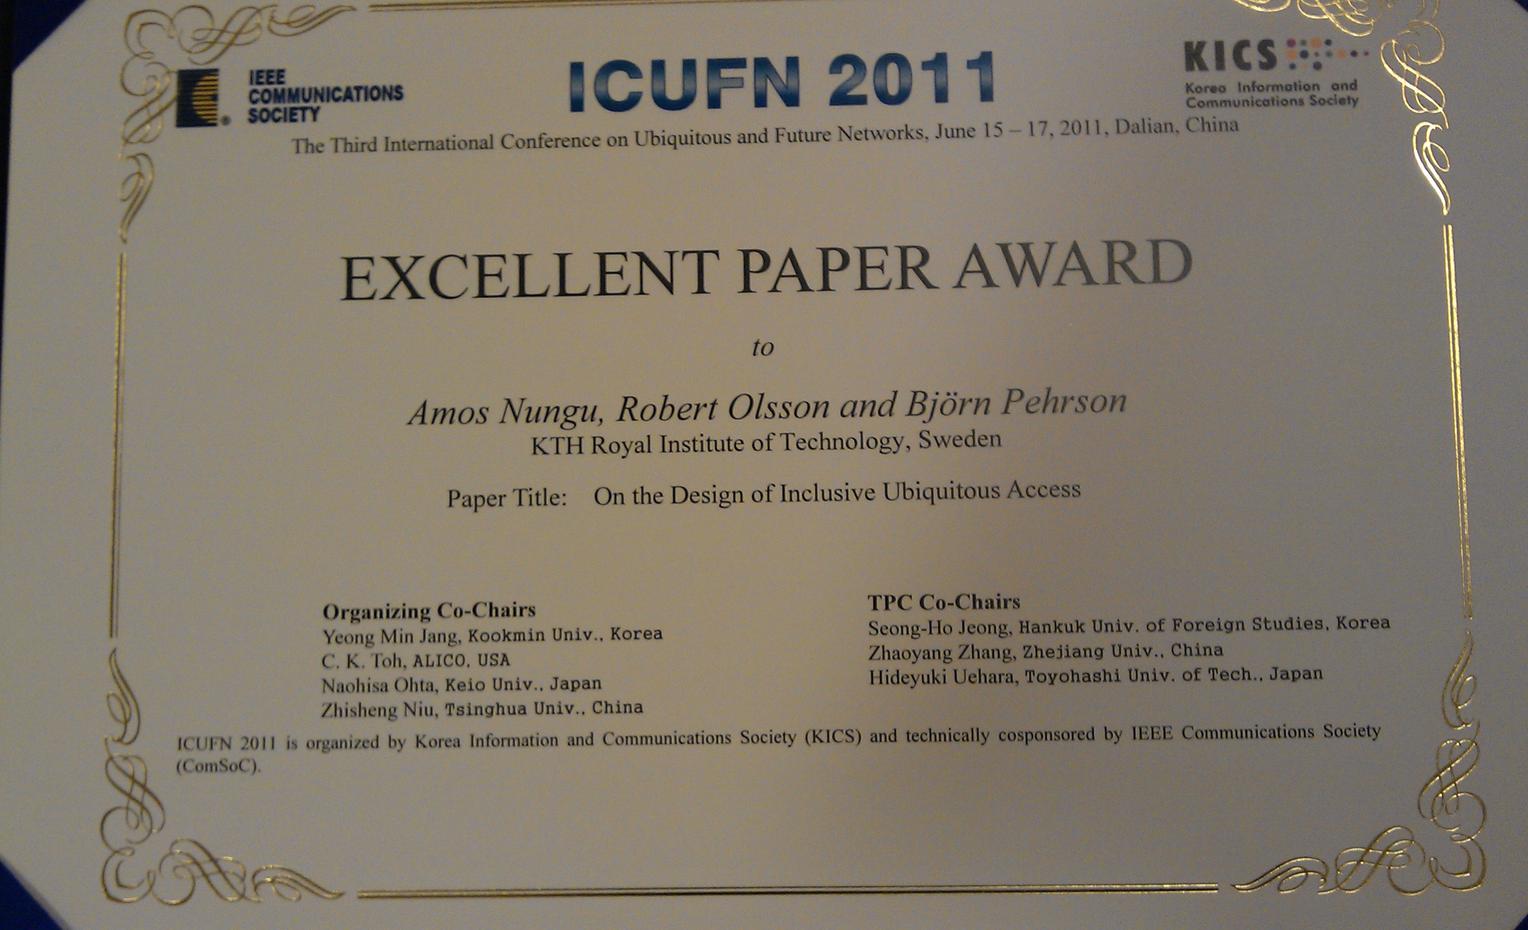 IEEE
COMMUNICATIONS
SOCIETY
®
ICUFN 2011
KICS
Korea Information and
Communications Society
The Third International Conference on Ubiquitous and Future Networks, June 15 – 17, 2011, Dalian, China
EXCELLENT PAPER AWARD
to
Amos Nungu, Robert Olsson and Björn Pehrson
KTH Royal Institute of Technology, Sweden
Paper Title: On the Design of Inclusive Ubiquitous Access
Organizing Co-Chairs
Yeong Min Jang, Kookmin Univ., Korea
C. K. Toh, ALICO, USA
Naohisa Ohta, Keio Univ., Japan
Zhisheng Niu, Tsinghua Univ., China
TPC Co-Chairs
Seong-Ho Jeong, Hankuk Univ. of Foreign Studies, Korea
Zhaoyang Zhang, Zhejiang Univ., China
Hideyuki Uehara, Toyohashi Univ. of Tech., Japan
ICUFN 2011 is organized by Korea Information and Communications Society (KICS) and technically cosponsored by IEEE Communications Society
(ComSoC).